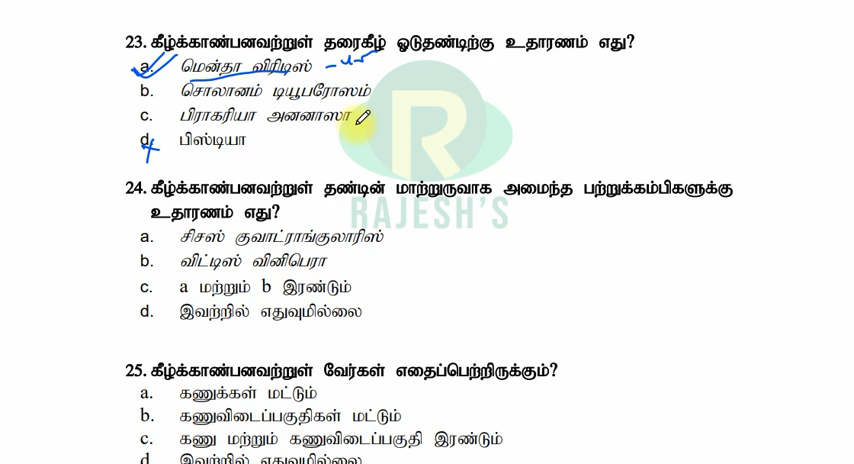 23. கீழ்க்காண்பனவற்றுள் தரைகீழ் ஓடுதண்டிற்கு உதாரணம் எது?
a. மென்தா விரிடிஸ்
b. சொலானம் டியூபரோஸம்
c. பிராகரியா அனனாஸா
d. பிஸ்டியா
24. கீழ்க்காண்பனவற்றுள் தண்டின் மாற்றுருவாக அமைந்த பற்றுக்கம்பிகளுக்கு
உதாரணம் எது?
RAJESH'S
a. சிசஸ் குவாட்ராங்குலாரிஸ்
b. விட்டிஸ் வினிபெரா
c. a மற்றும் b இரண்டும்
d. இவற்றில் எதுவுமில்லை
25. கீழ்க்காண்பனவற்றுள் வேர்கள் எதைப்பெற்றிருக்கும்?
a. கணுக்கள் மட்டும்
b. கணுவிடைப்பகுதிகள் மட்டும்
c. கணு மற்றும் கணுவிடைப்பகுதி இரண்டும்
d. இவற்றில் எதுவுமில்லை